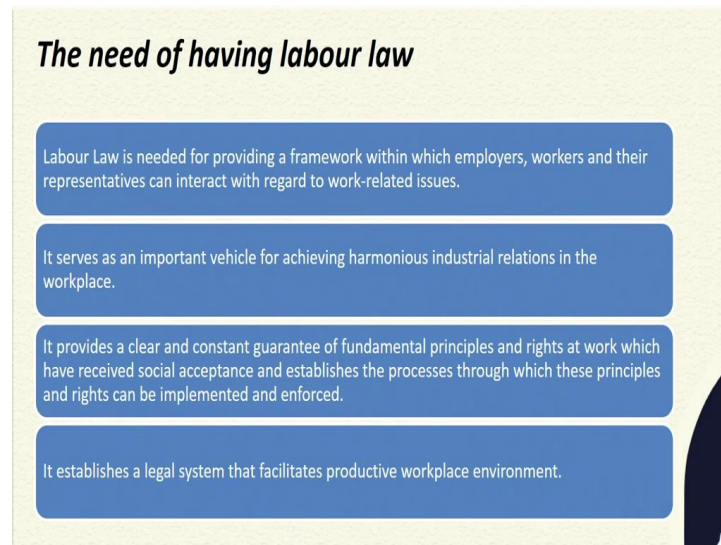 The need of having labour law
Labour Law is needed for providing a framework within which employers, workers and their
representatives can interact with regard to work-related issues.
It serves as an important vehicle for achieving harmonious industrial relations in the
workplace.
It provides a clear and constant guarantee of fundamental principles and rights at work which
have received social acceptance and establishes the processes through which these principles
and rights can be implemented and enforced.
It establishes a legal system that facilitates productive workplace environment.